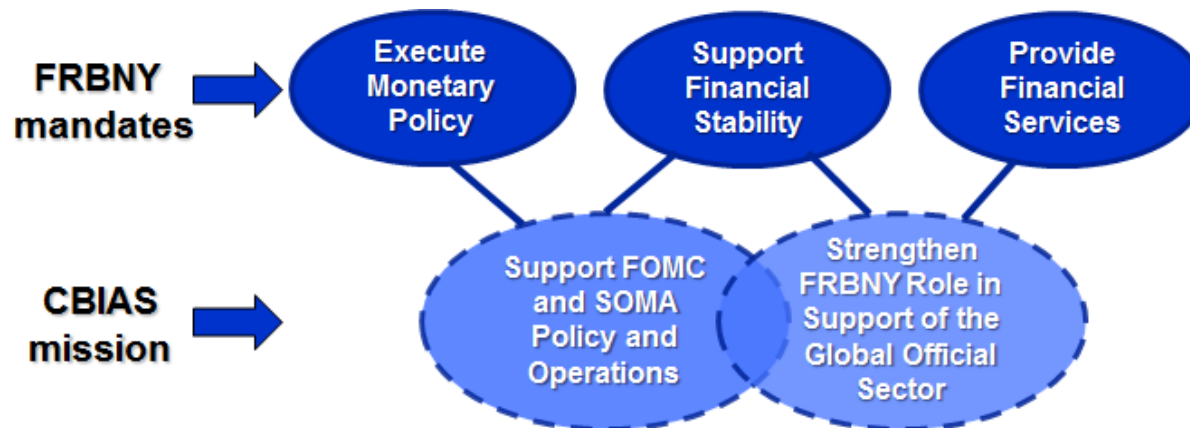 FRBNY
mandates
Execute
Monetary
Policy
Support
Financial
Stability
Provide
Financial
Services
CBIAS
mission
Support FOMC
and SOMA
Policy and
Operations
Strengthen
FRBNY Role in
Support of the
Global Official
Sector